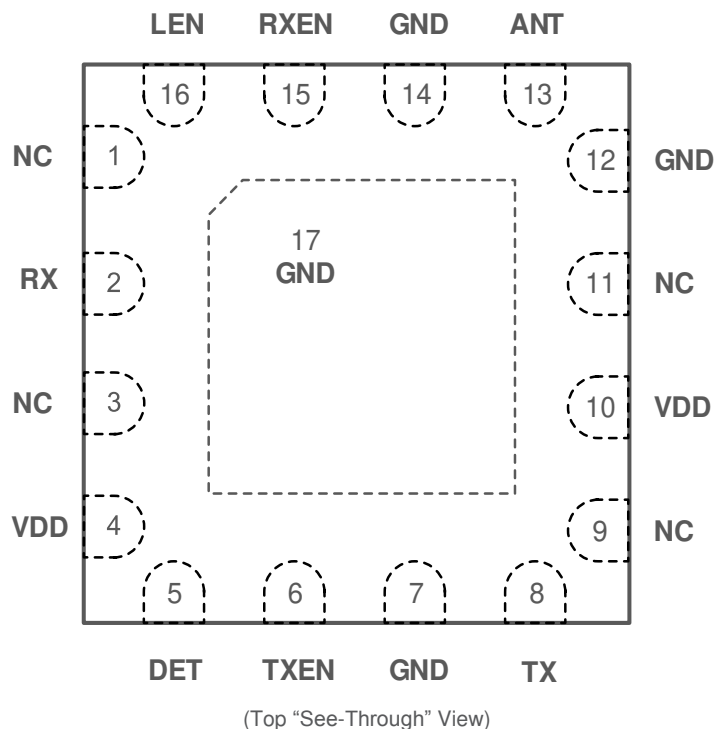 LEN RXEN GND ANT
16 15 14 13
NC 1 12 GND
17
GND
RX 2 11 NC
NC 3 10 VDD
VDD 4 9 NC
5 6 7 8
DET TXEN GND TX
(Top “See-Through” View)